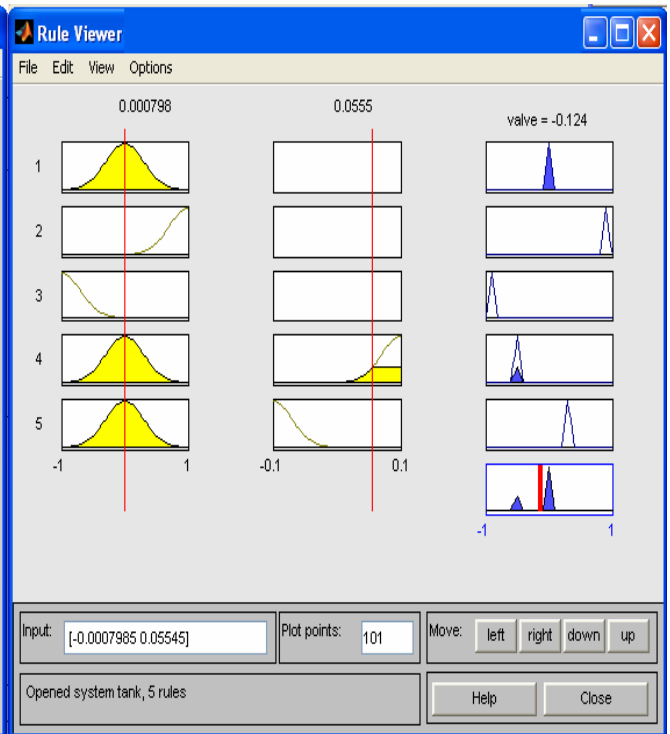 Rule Viewer
File Edit View Options
0.000798 0.0555 valve = -0.124
1
2
3
4
5
-1 1 -0.1 0.1
-1 1
Input: [-0.0007985 0.05545] Plot points: 101 Move: left right down up
Opened system tank, 5 rules Help Close